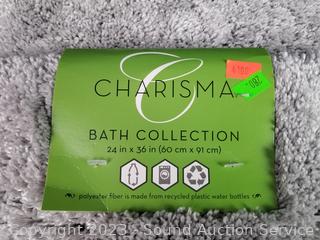 C
CHARISMA
BATH COLLECTION
24 in x 36 in (60 cm x 91 cm)
polyester fiber is made from recycled plastic water bottles
Copyright 2023 - Sound Auction Service